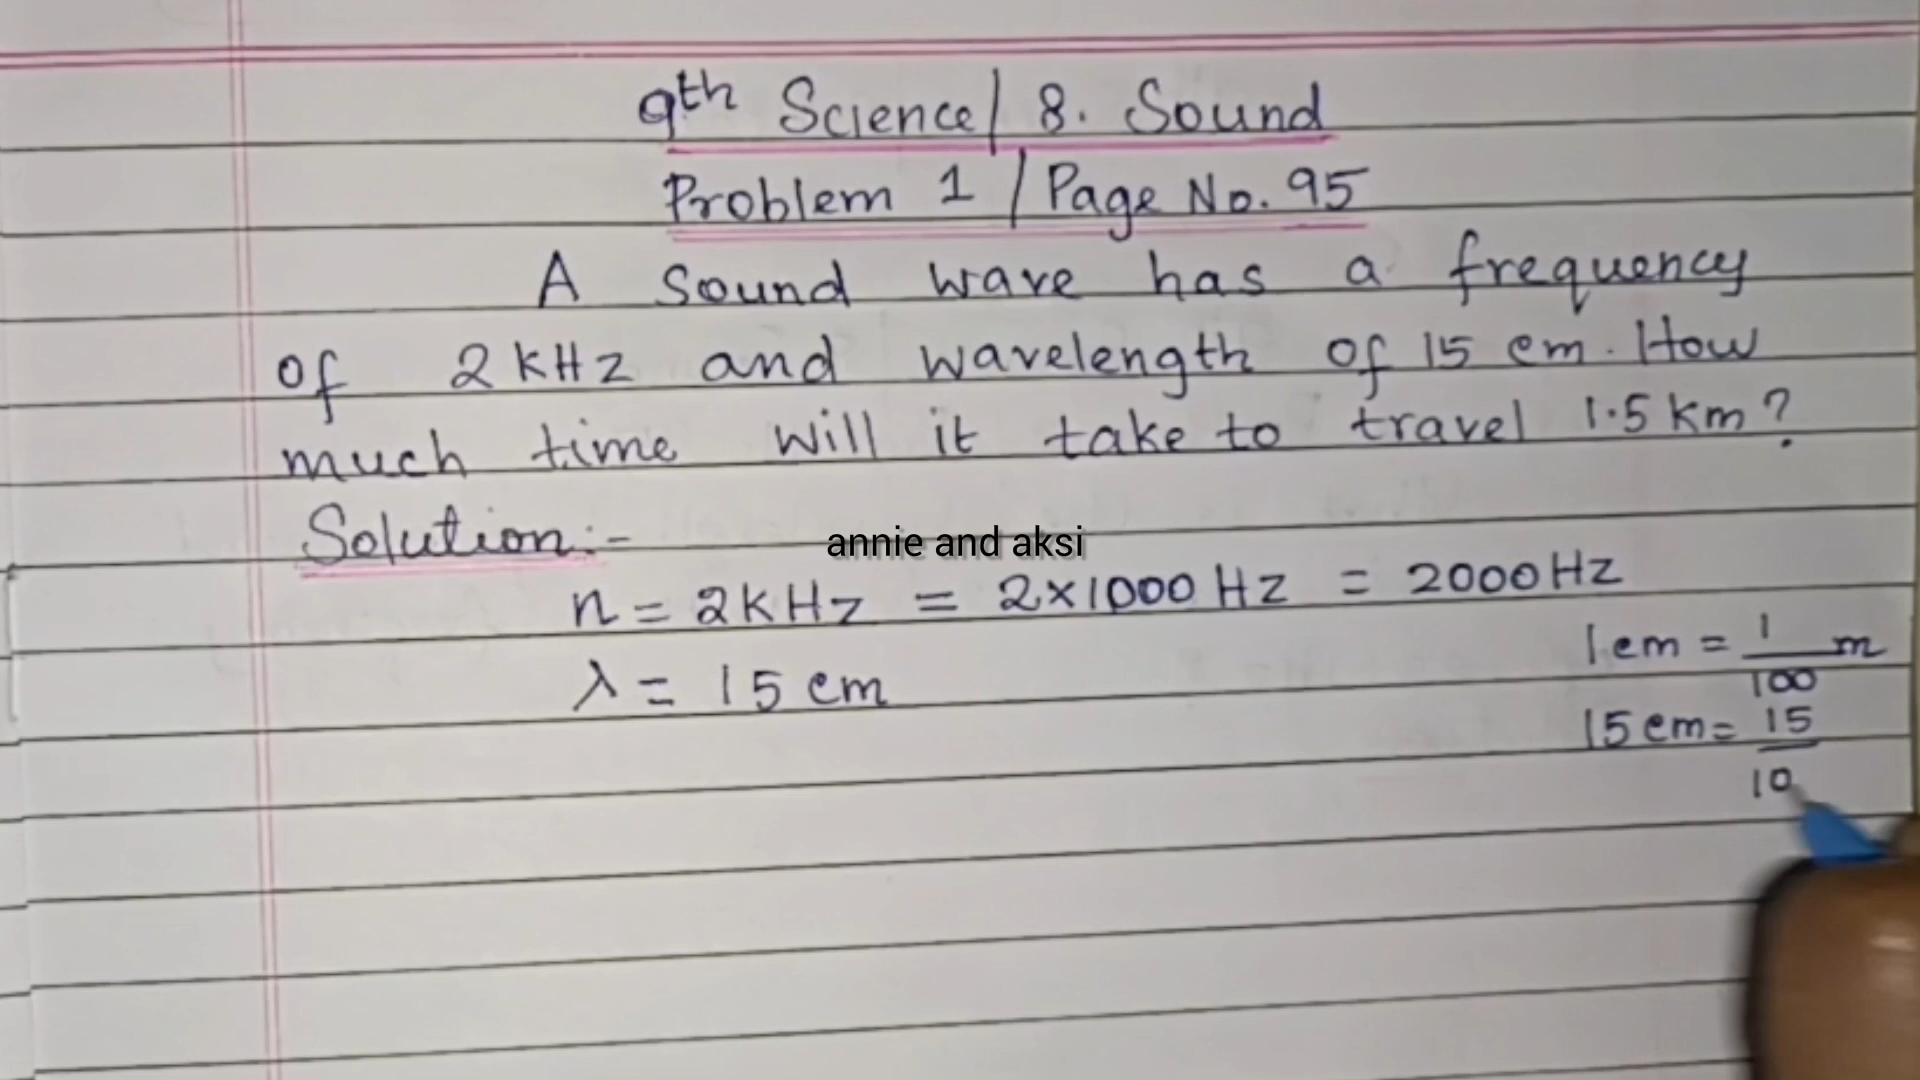 9th Science/ 8. Sound
Problem 1 / Page No. 95
A sound wave has a frequency
of 2 kHz and wavelength of 15 cm. How
much time will it take to travel 1.5 km?
Solution:-
annie and aksi
n = 2KHz = 2×1000 Hz = 2000 Hz
1 cm = 1/100 m
λ = 15 cm
15 cm = 15/10